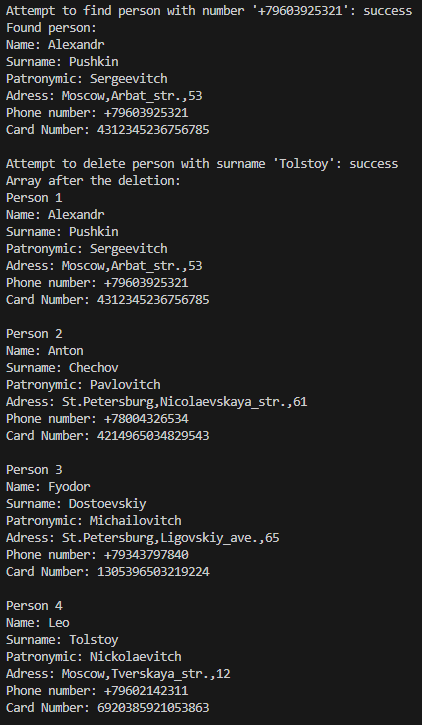 Attempt to find person with number '+79603925321': success
Found person:
Name: Alexandr
Surname: Pushkin
Patronymic: Sergeevitch
Adress: Moscow,Arbat_str.,53
Phone number: +79603925321
Card Number: 4312345236756785

Attempt to delete person with surname 'Tolstoy': success
Array after the deletion:
Person 1
Name: Alexandr
Surname: Pushkin
Patronymic: Sergeevitch
Adress: Moscow,Arbat_str.,53
Phone number: +79603925321
Card Number: 4312345236756785

Person 2
Name: Anton
Surname: Chechov
Patronymic: Pavlovitch
Adress: St.Petersburg,Nicolaevskaya_str.,61
Phone number: +78004326534
Card Number: 4214965034829543

Person 3
Name: Fyodor
Surname: Dostoevskiy
Patronymic: Michailovitch
Adress: St.Petersburg,Ligovskiy_ave.,65
Phone number: +79343797840
Card Number: 1305396503219224

Person 4
Name: Leo
Surname: Tolstoy
Patronymic: Nickolaevitch
Adress: Moscow,Tverskaya_str.,12
Phone number: +79602142311
Card Number: 6920385921053863